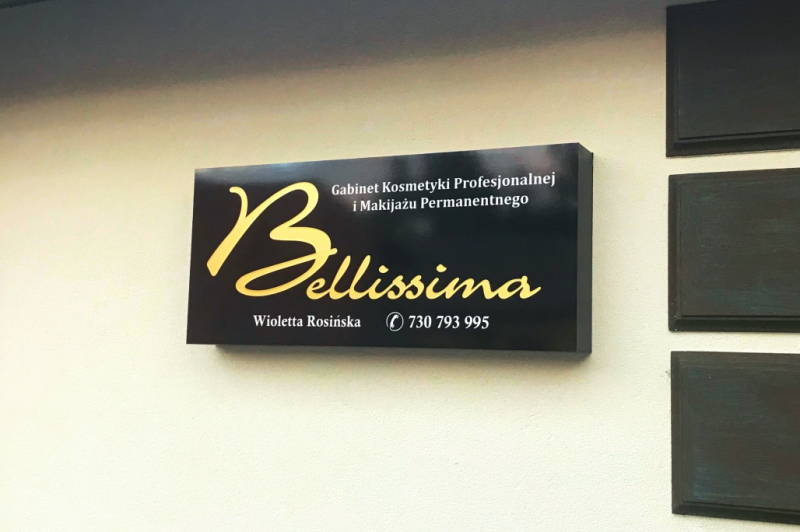 Gabinet Kosmetyki Profesjonalnej
i Makijażu Permanentnego
Bellissima
Wioletta Rosińska ✆ 730 793 995